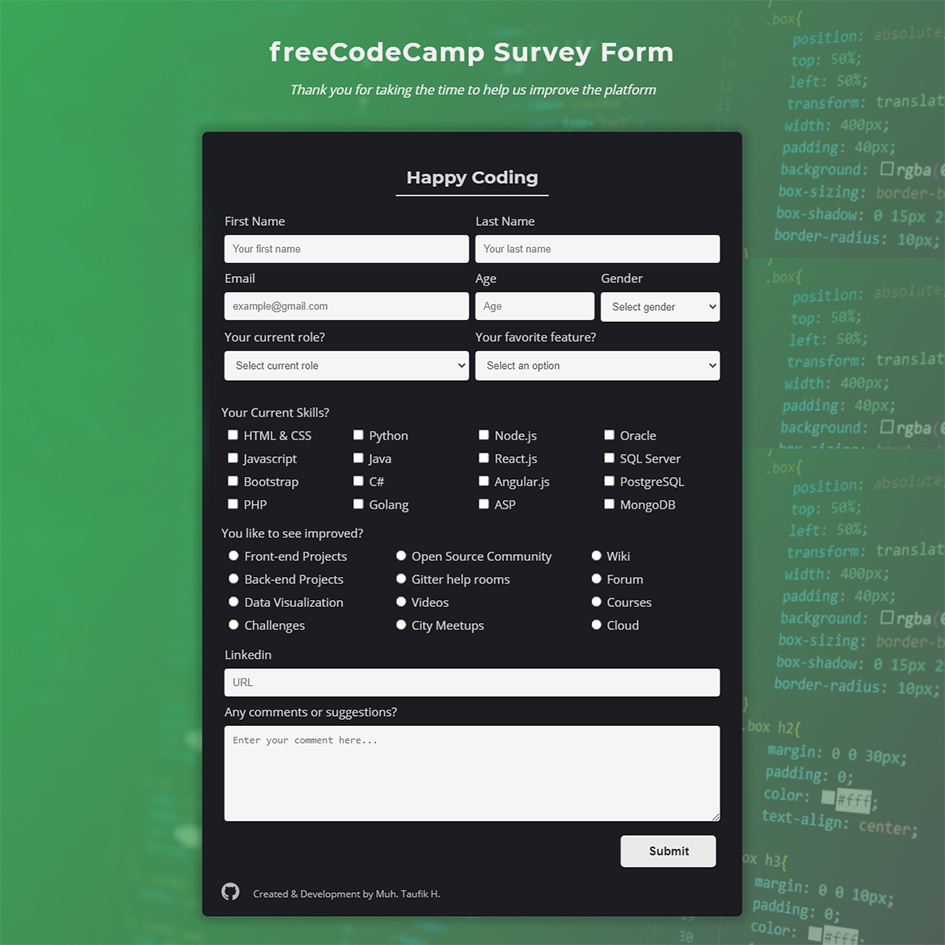 freeCodeCamp Survey Form
Thank you for taking the time to help us improve the platform
Happy Coding
First Name Last Name
Your first name Your last name
Email Age Gender
example@gmail.com Age Select gender
Your current role? Your favorite feature?
Select current role Select an option
Your Current Skills?
HTML & CSS Python Node.js Oracle
Javascript Java React.js SQL Server
Bootstrap C# Angular.js PostgreSQL
PHP Golang ASP MongoDB
You like to see improved?
Front-end Projects Open Source Community Wiki
Back-end Projects Gitter help rooms Forum
Data Visualization Videos Courses
Challenges City Meetups Cloud
Linkedin
URL
Any comments or suggestions?
Enter your comment here...
Submit
Created & Development by Muh. Taufik H.
.box{
position: absolute
top: 50%;
left: 50%;
transform: translat
width: 400px;
padding: 40px;
background: rgba(
box-sizing: border-b
box-shadow: 0 15px 2
border-radius: 10px;
}
.box{
position: absolute
top: 50%;
left: 50%;
transform: translat
width: 400px;
padding: 40px;
background: rgba(
.box{
position: absolute
top: 50%;
left: 50%;
transform: translat
width: 400px;
padding: 40px;
background: rgba(
box-sizing: border-b
box-shadow: 0 15px 2
border-radius: 10px;
}
.box h2{
margin: 0 0 30px;
padding: 0;
color: #fff;
text-align: center;
ox h3{
margin: 0 0 10px;
padding: 0;
color: #fff;
30